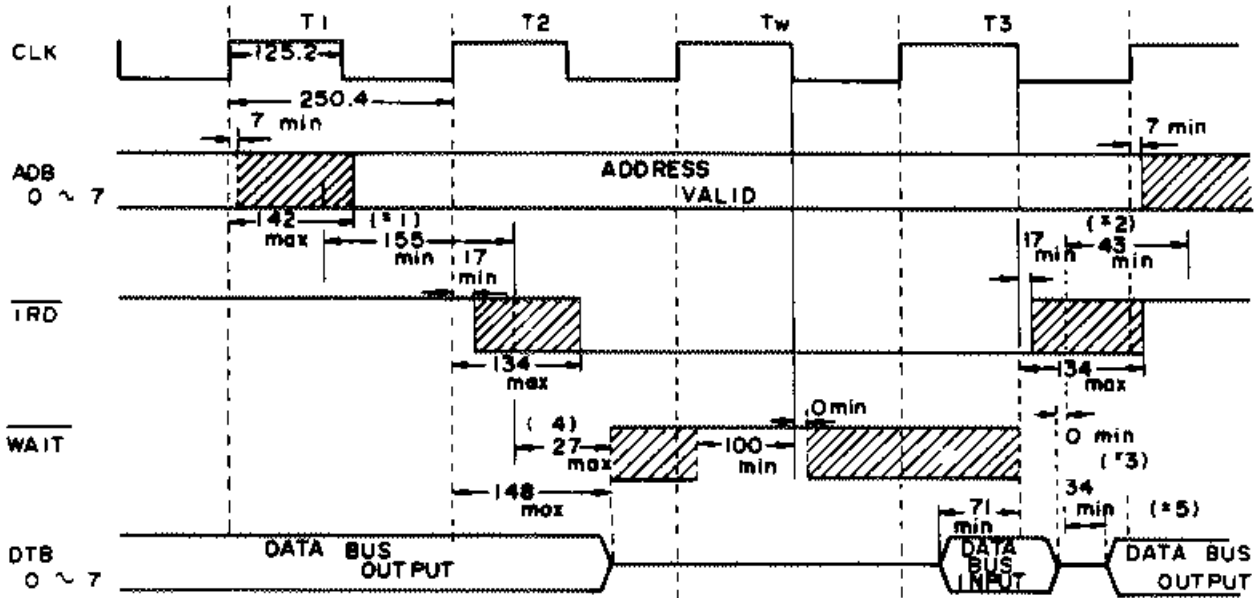 T1 T2 Tw T3
CLK
125.2
250.4
7 min
7 min
ADB
0 ~ 7
ADDRESS
VALID
142
max
(*1)
155
min
17
min
17
min
(*2)
43
min
IRD
134
max
134
max
WAIT
( 4)
27
max
100
min
0min
0 min
(*3)
148
max
71
min
34
min
(*5)
DTB
0 ~ 7
DATA BUS
OUTPUT
DATA
BUS
INPUT
DATA BUS
OUTPUT